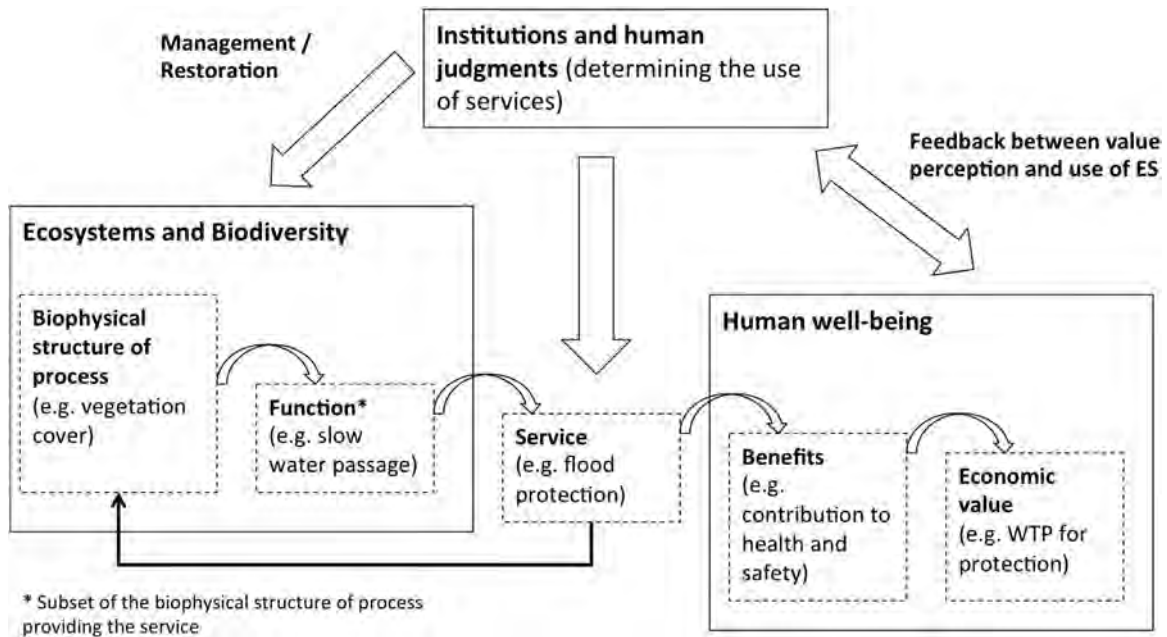 Management /
Restoration
Institutions and human
judgments (determining the use
of services)
Feedback between value
perception and use of ES
Ecosystems and Biodiversity
Biophysical
structure of
process
(e.g. vegetation
cover)
Function*
(e.g. slow
water passage)
Service
(e.g. flood
protection)
Human well-being
Benefits
(e.g.
contribution to
health and
safety)
Economic
value
(e.g. WTP for
protection)
* Subset of the biophysical structure of process
providing the service